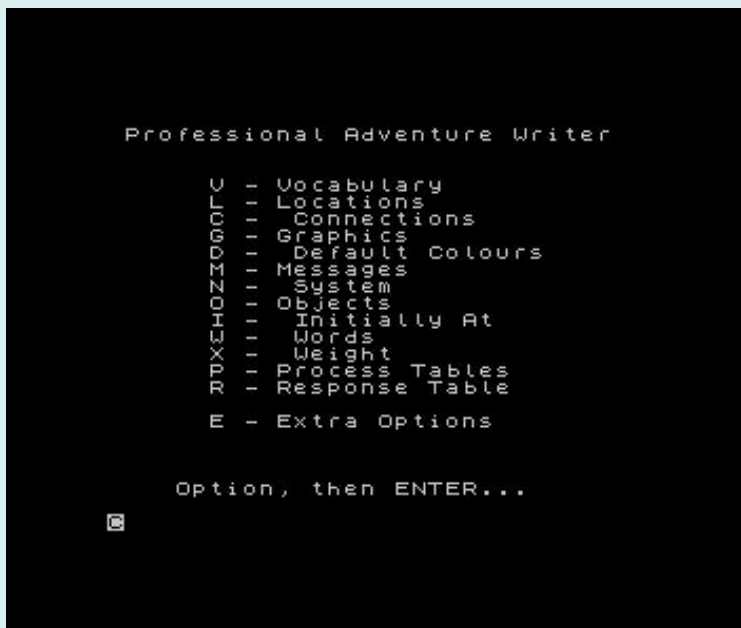 Professional Adventure Writer
V - Vocabulary
L - Locations
C - Connections
G - Graphics
D - Default Colours
M - Messages
N - System
O - Objects
I - Initially At
W - Words
X - Weight
P - Process Tables
R - Response Table
E - Extra Options
Option, then ENTER...
C